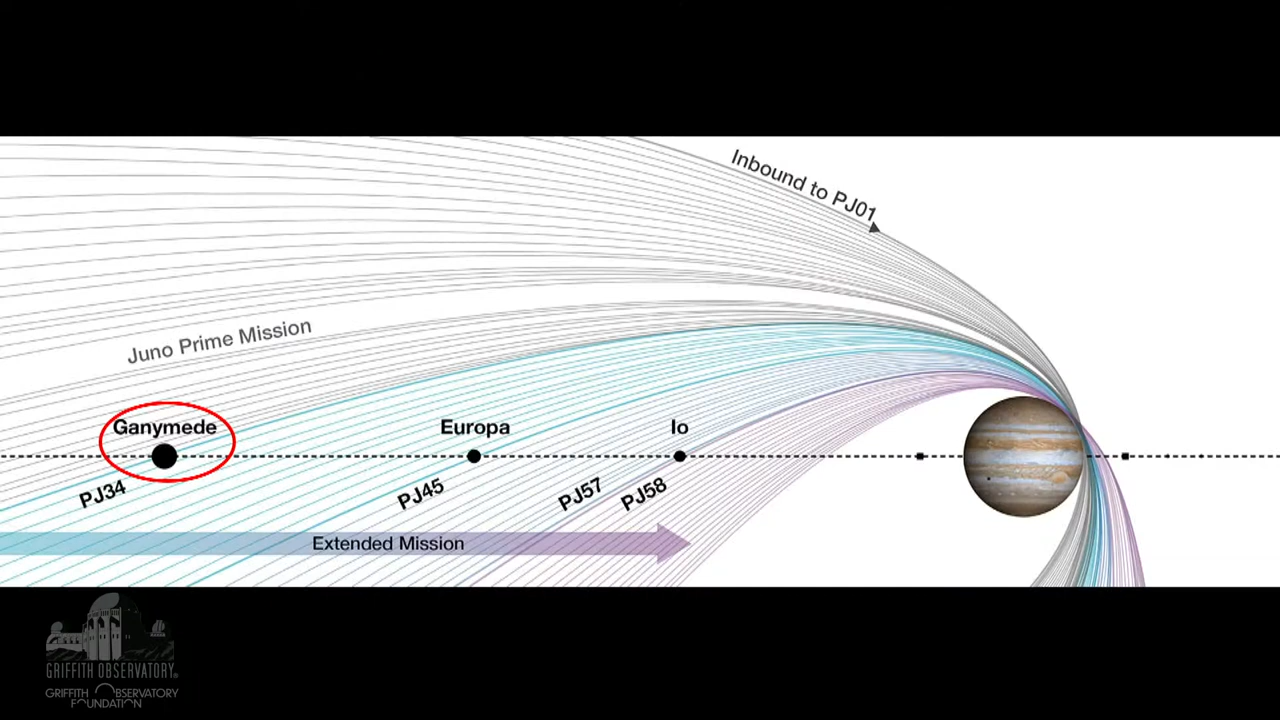 Inbound to PJ01
Juno Prime Mission
Ganymede
Europa
Io
PJ34
PJ45
PJ57
PJ58
Extended Mission
GRIFFITH OBSERVATORY®
GRIFFITH OBSERVATORY
FOUNDATION